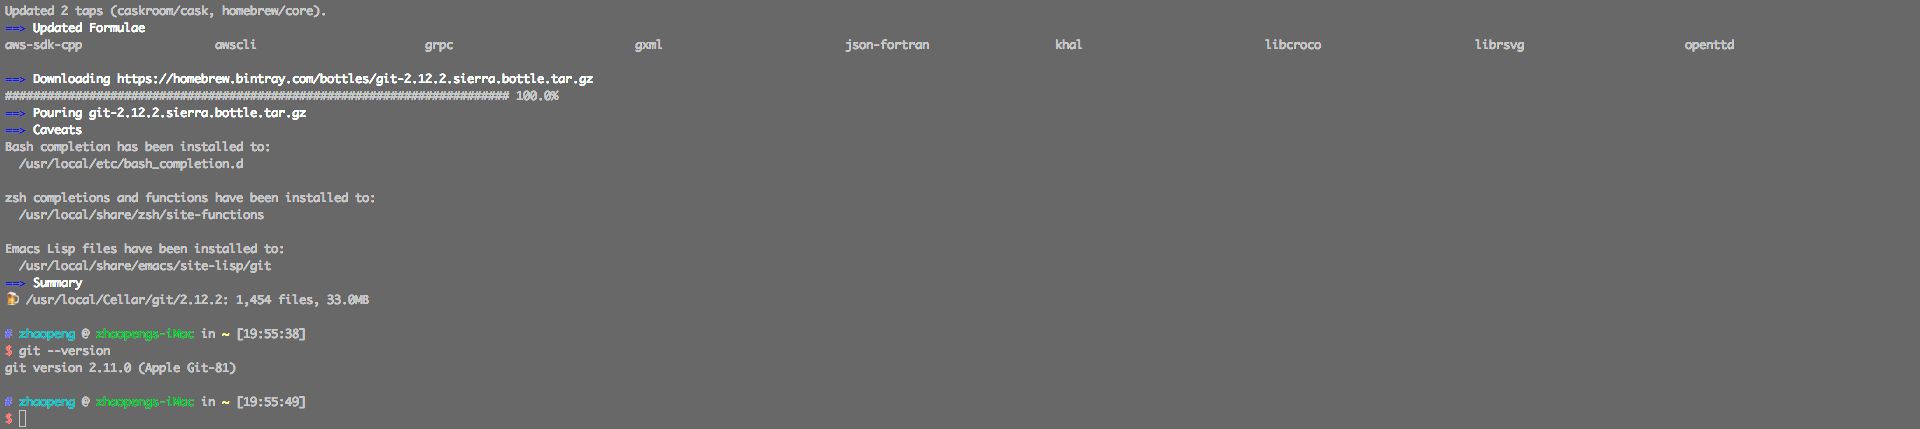 Updated 2 taps (caskroom/cask, homebrew/core).
==> Updated Formulae
aws-sdk-cpp awscli grpc gxml json-fortran khal libcroco librsvg openttd
==> Downloading https://homebrew.bintray.com/bottles/git-2.12.2.sierra.bottle.tar.gz
######################################################################## 100.0%
==> Pouring git-2.12.2.sierra.bottle.tar.gz
==> Caveats
Bash completion has been installed to:
/usr/local/etc/bash_completion.d
zsh completions and functions have been installed to:
/usr/local/share/zsh/site-functions
Emacs Lisp files have been installed to:
/usr/local/share/emacs/site-lisp/git
==> Summary
🍺 /usr/local/Cellar/git/2.12.2: 1,454 files, 33.0MB
# zhaopeng @ zhaopengs-iMac in ~ [19:55:38]
$ git --version
git version 2.11.0 (Apple Git-81)
# zhaopeng @ zhaopengs-iMac in ~ [19:55:49]
$